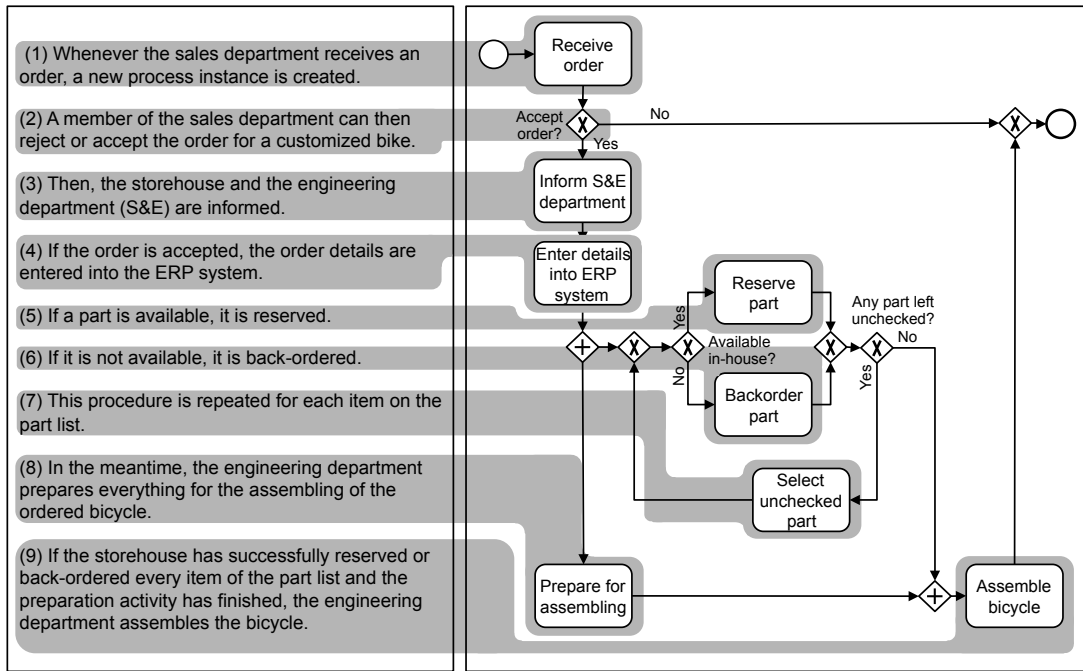 (1) Whenever the sales department receives an
order, a new process instance is created.
(2) A member of the sales department can then
reject or accept the order for a customized bike.
(3) Then, the storehouse and the engineering
department (S&E) are informed.
(4) If the order is accepted, the order details are
entered into the ERP system.
(5) If a part is available, it is reserved.
(6) If it is not available, it is back-ordered.
(7) This procedure is repeated for each item on the
part list.
(8) In the meantime, the engineering department
prepares everything for the assembling of the
ordered bicycle.
(9) If the storehouse has successfully reserved or
back-ordered every item of the part list and the
preparation activity has finished, the engineering
department assembles the bicycle.
Receive
order
Accept
order?
No
Yes
Inform S&E
department
Enter details
into ERP
system
Reserve
part
Yes
Available
in-house?
No
Backorder
part
Any part left
unchecked?
No
Yes
Select
unchecked
part
Prepare for
assembling
Assemble
bicycle